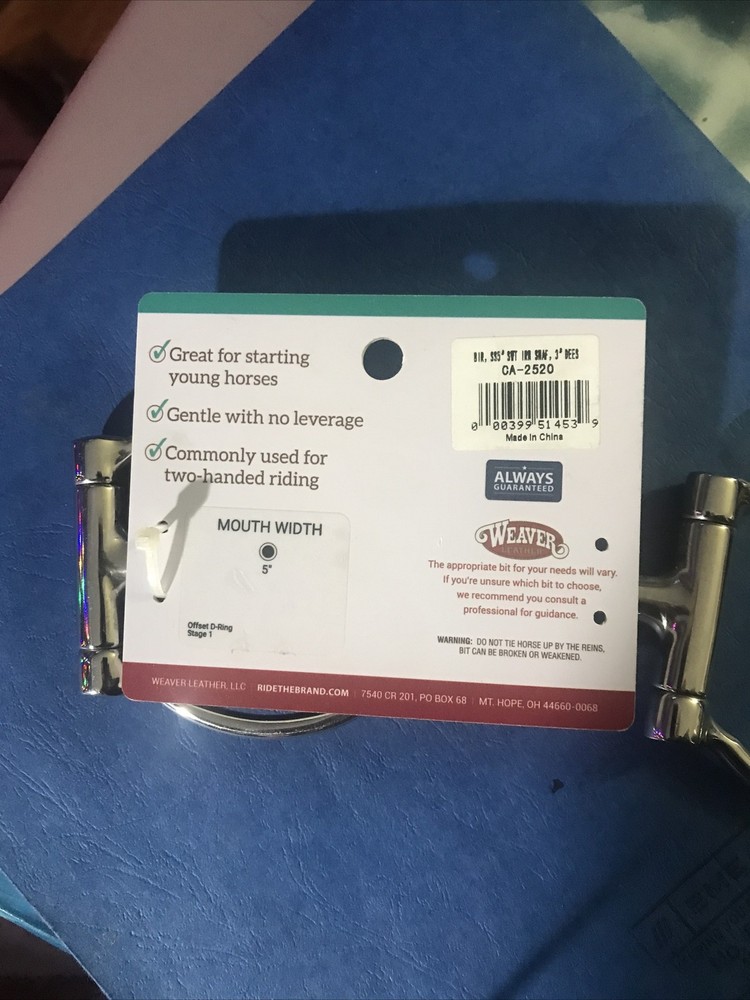 Great for starting
young horses
Gentle with no leverage
Commonly used for
two-handed riding
MOUTH WIDTH
5"
Offset D-Ring
Stage 1
CA-2520
0 00399 51453 9
Made in China
ALWAYS
GUARANTEED
WEAVER
LEATHER
The appropriate bit for your needs will vary.
If you're unsure which bit to choose,
we recommend you consult a
professional for guidance.
WARNING: DO NOT TIE HORSE UP BY THE REINS,
BIT CAN BE BROKEN OR WEAKENED.
WEAVER LEATHER, LLC | RIDETHEBRAND.COM | 7540 CR 201, PO BOX 68 | MT. HOPE, OH 44660-0068